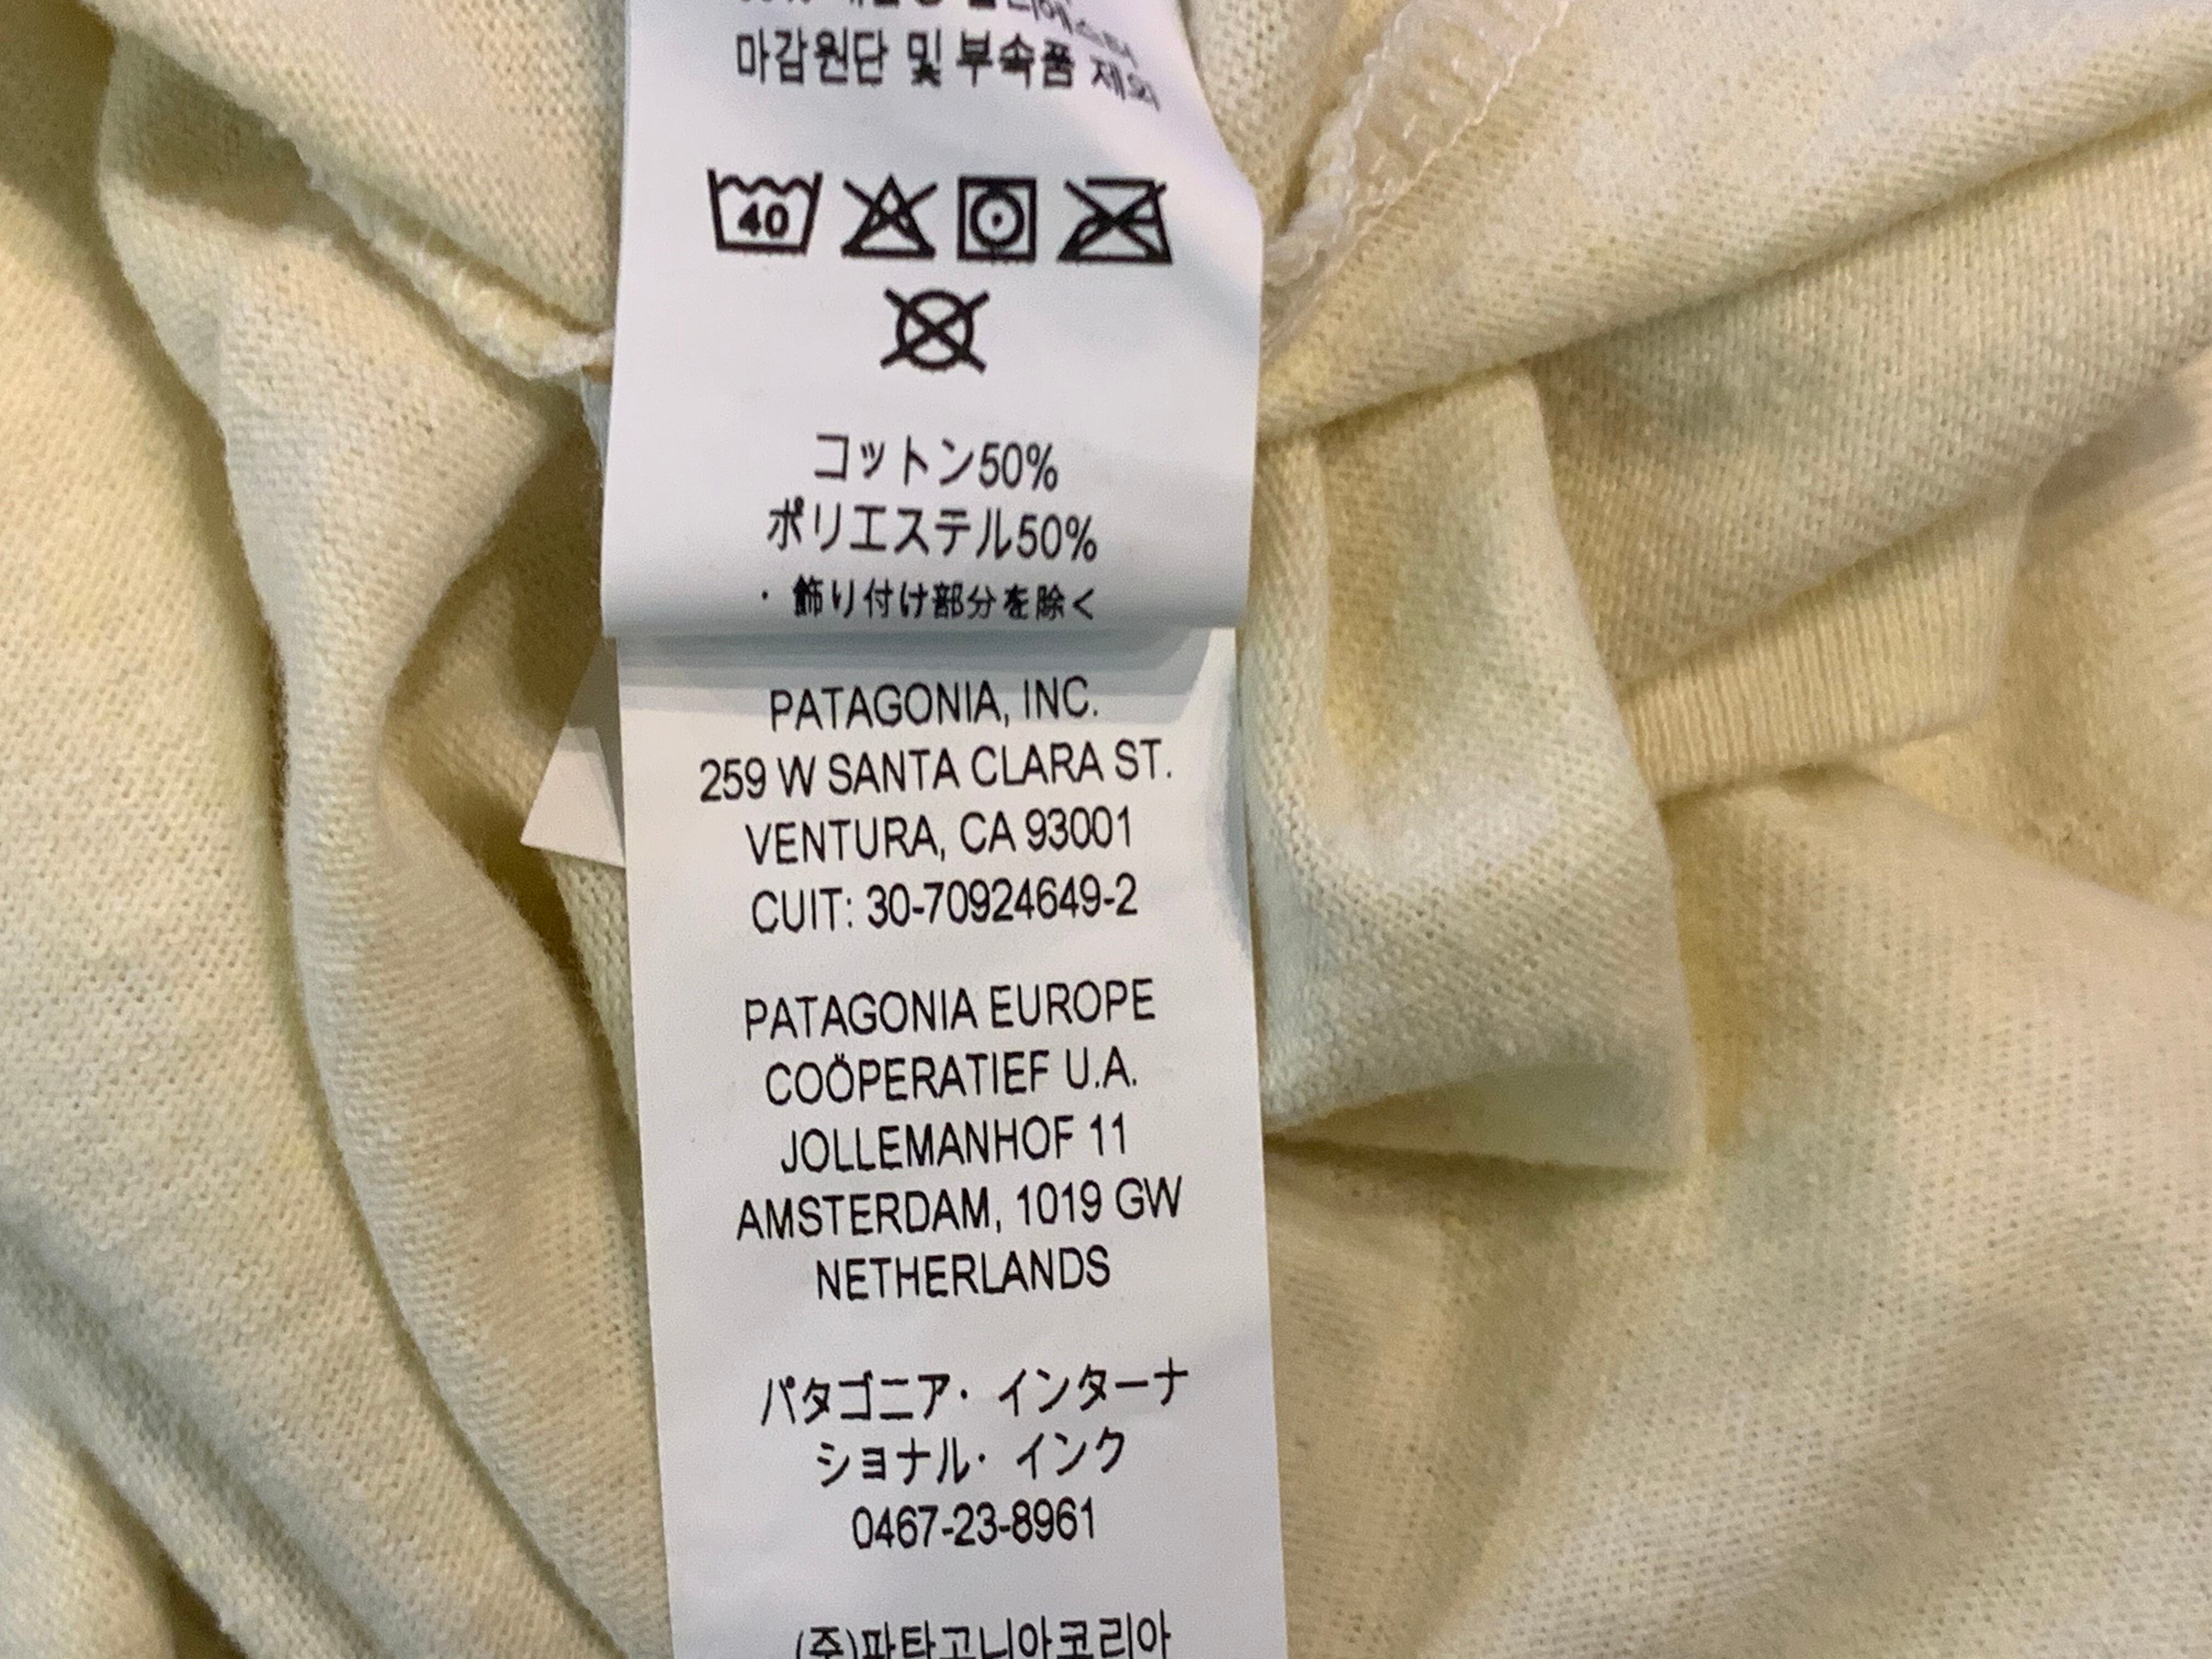 마감원단 및 부속품 제외
40
コットン50%
ポリエステル50%
・飾り付け部分を除く
PATAGONIA, INC.
259 W SANTA CLARA ST.
VENTURA, CA 93001
CUIT: 30-70924649-2
PATAGONIA EUROPE
COÖPERATIEF U.A.
JOLLEMANHOF 11
AMSTERDAM, 1019 GW
NETHERLANDS
パタゴニア・インターナ
ショナル・インク
0467-23-8961
(주)파타고니아코리아